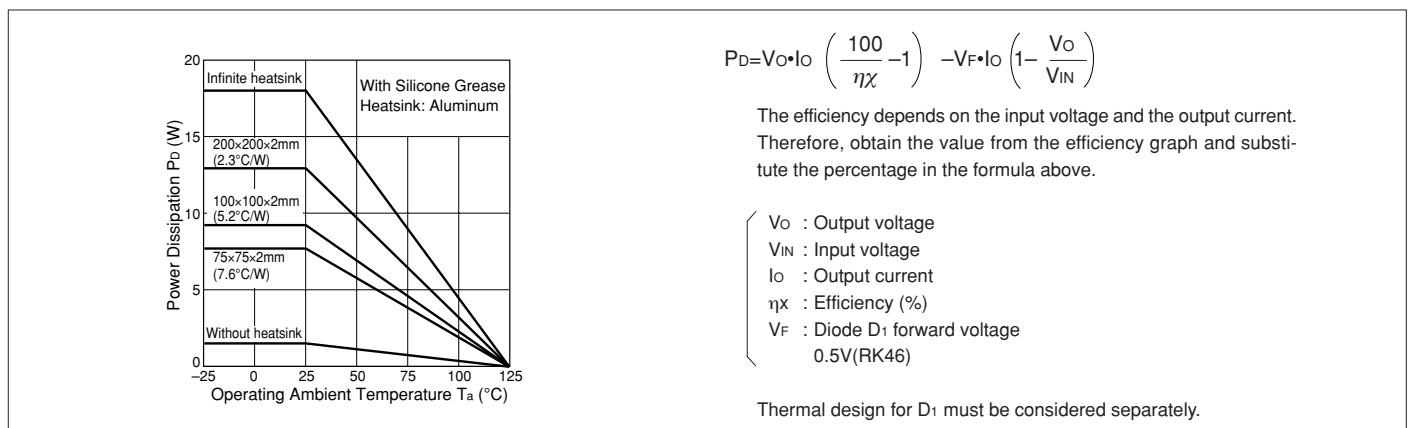 20
15
10
5
0
–25
0
25
50
75
100
125
Power Dissipation PD (W)
Operating Ambient Temperature Ta (°C)
Infinite heatsink
With Silicone Grease
Heatsink: Aluminum
200×200×2mm
(2.3°C/W)
100×100×2mm
(5.2°C/W)
75×75×2mm
(7.6°C/W)
Without heatsink
PD=VO•IO (100/ηχ –1) –VF•IO (1– VO/VIN)
The efficiency depends on the input voltage and the output current.
Therefore, obtain the value from the efficiency graph and substi-
tute the percentage in the formula above.
VO : Output voltage
VIN : Input voltage
IO : Output current
ηx : Efficiency (%)
VF : Diode D1 forward voltage
0.5V(RK46)
Thermal design for D1 must be considered separately.